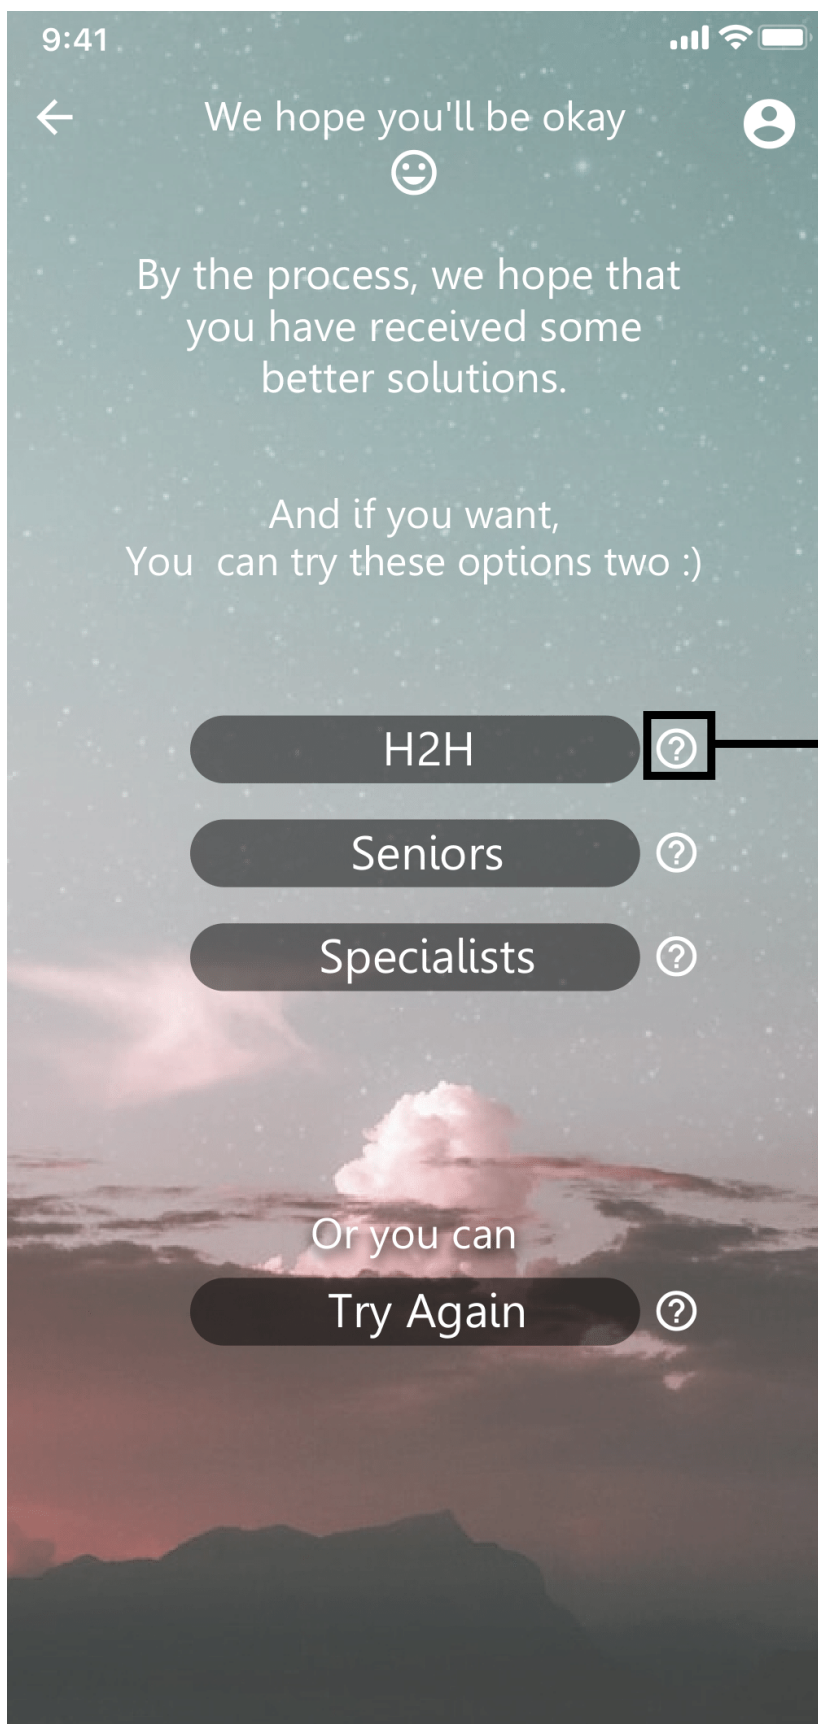 9:41
We hope you'll be okay
By the process, we hope that
you have received some
better solutions.
And if you want,
You can try these options two :)
H2H
?
Seniors
?
Specialists
?
Or you can
Try Again
?